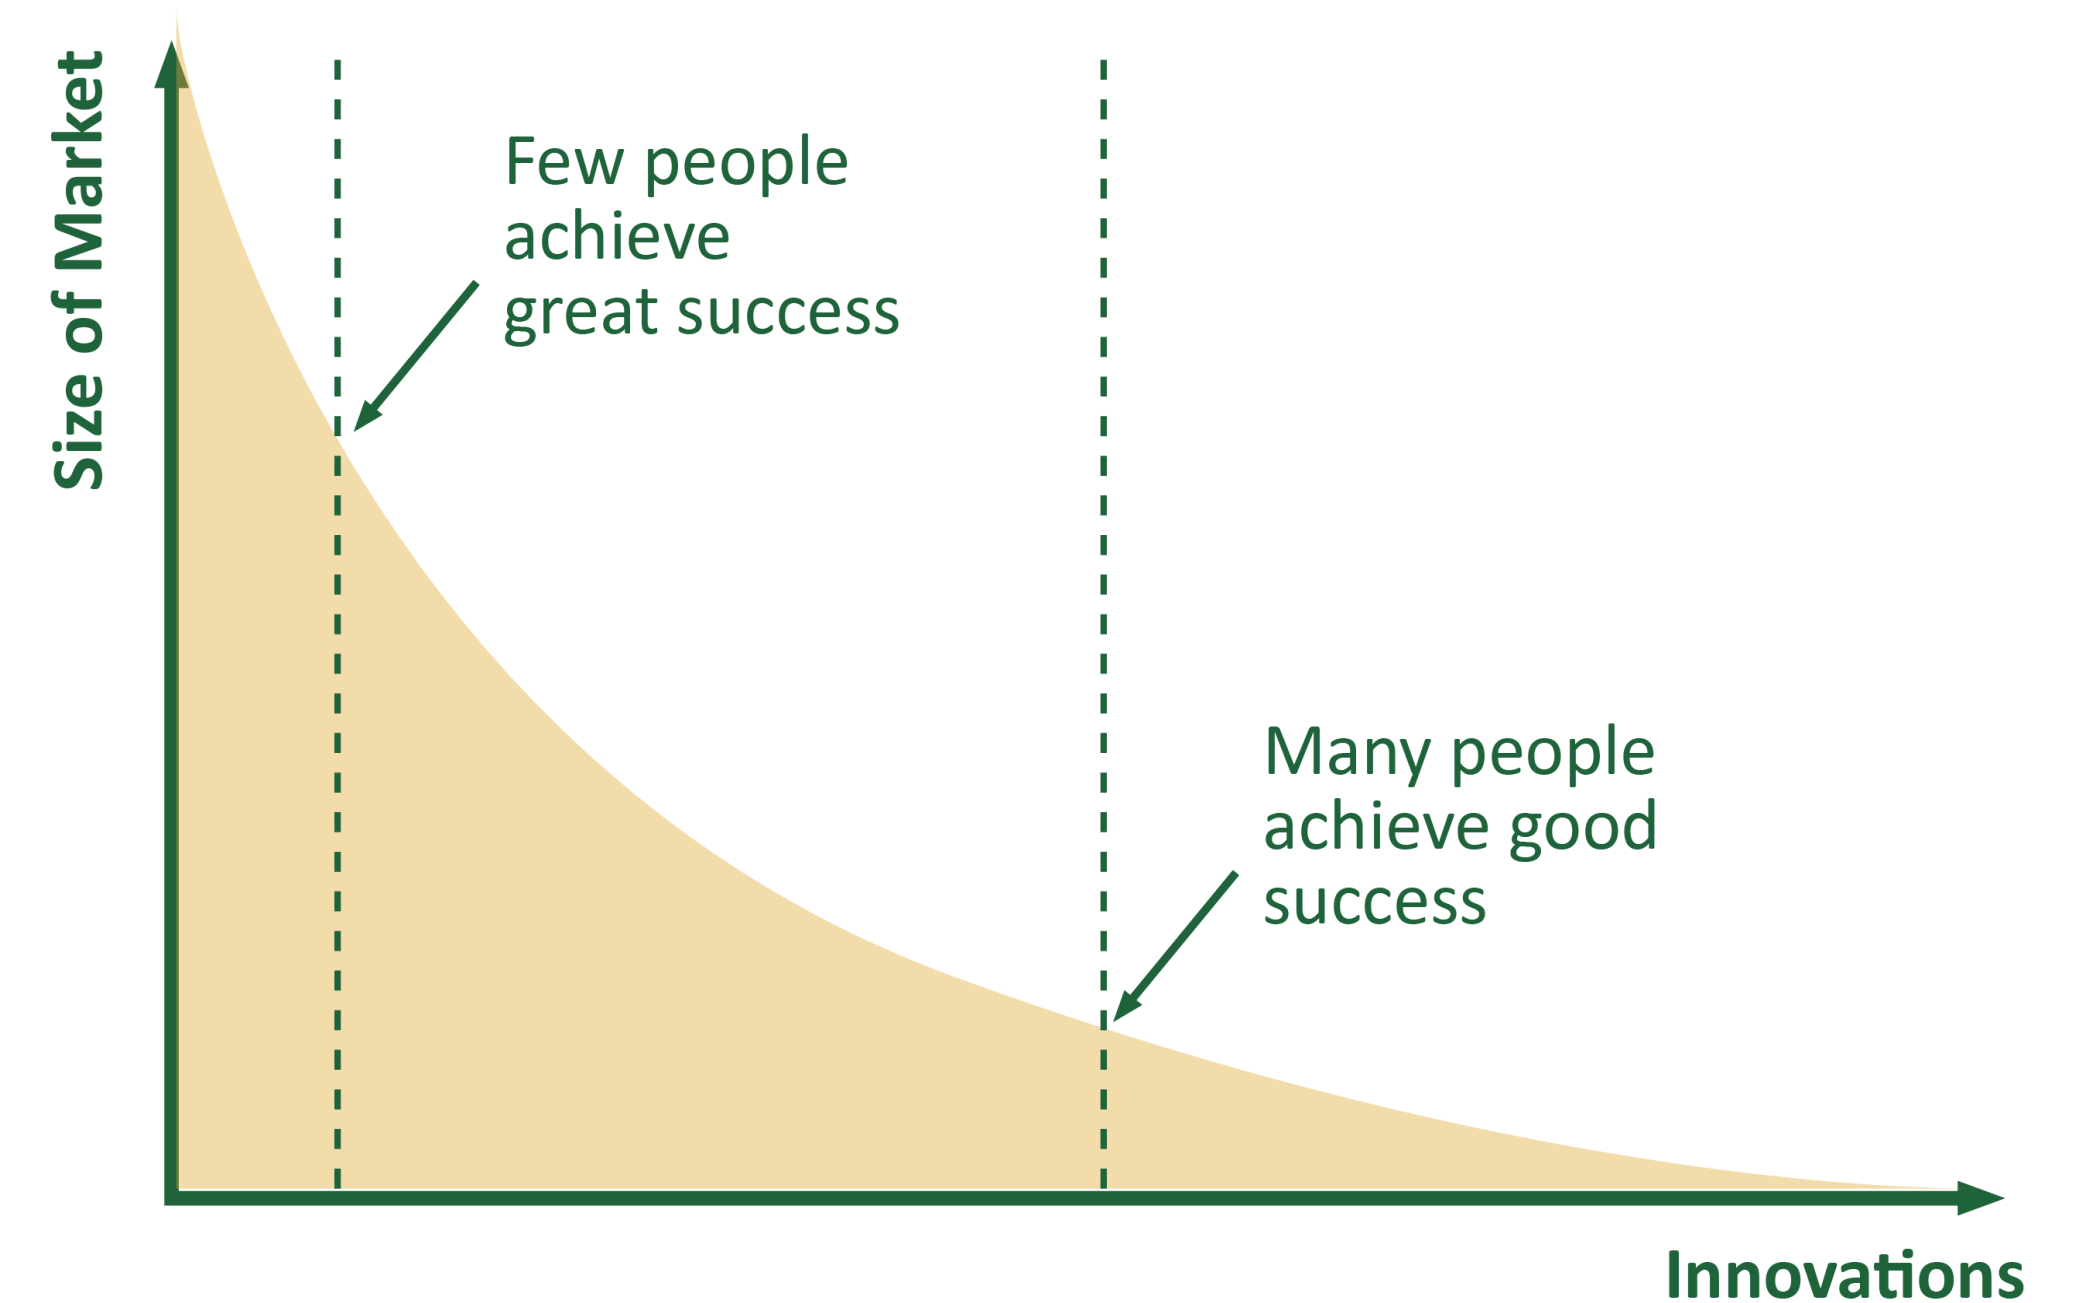 Size of Market
Few people
achieve
great success
Many people
achieve good
success
Innovations